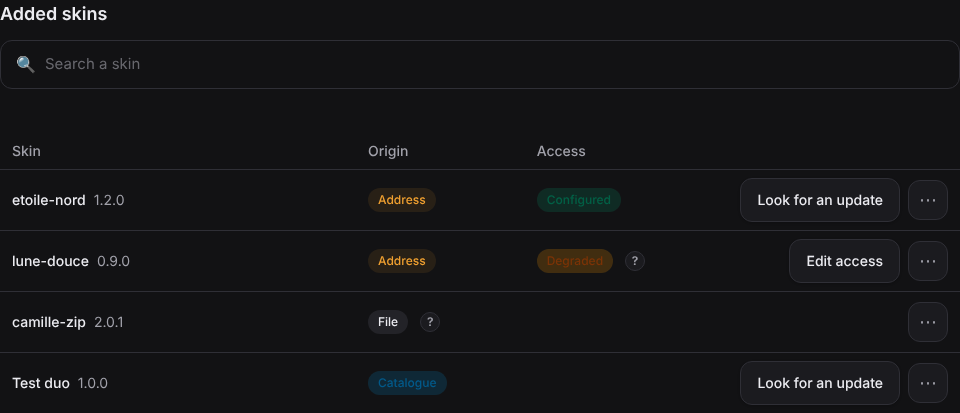 Added skins
Search a skin
Skin Origin Access
etoile-nord 1.2.0 Address Configured Look for an update ...
lune-douce 0.9.0 Address Degraded ? Edit access ...
camille-zip 2.0.1 File ? ...
Test duo 1.0.0 Catalogue Look for an update ...